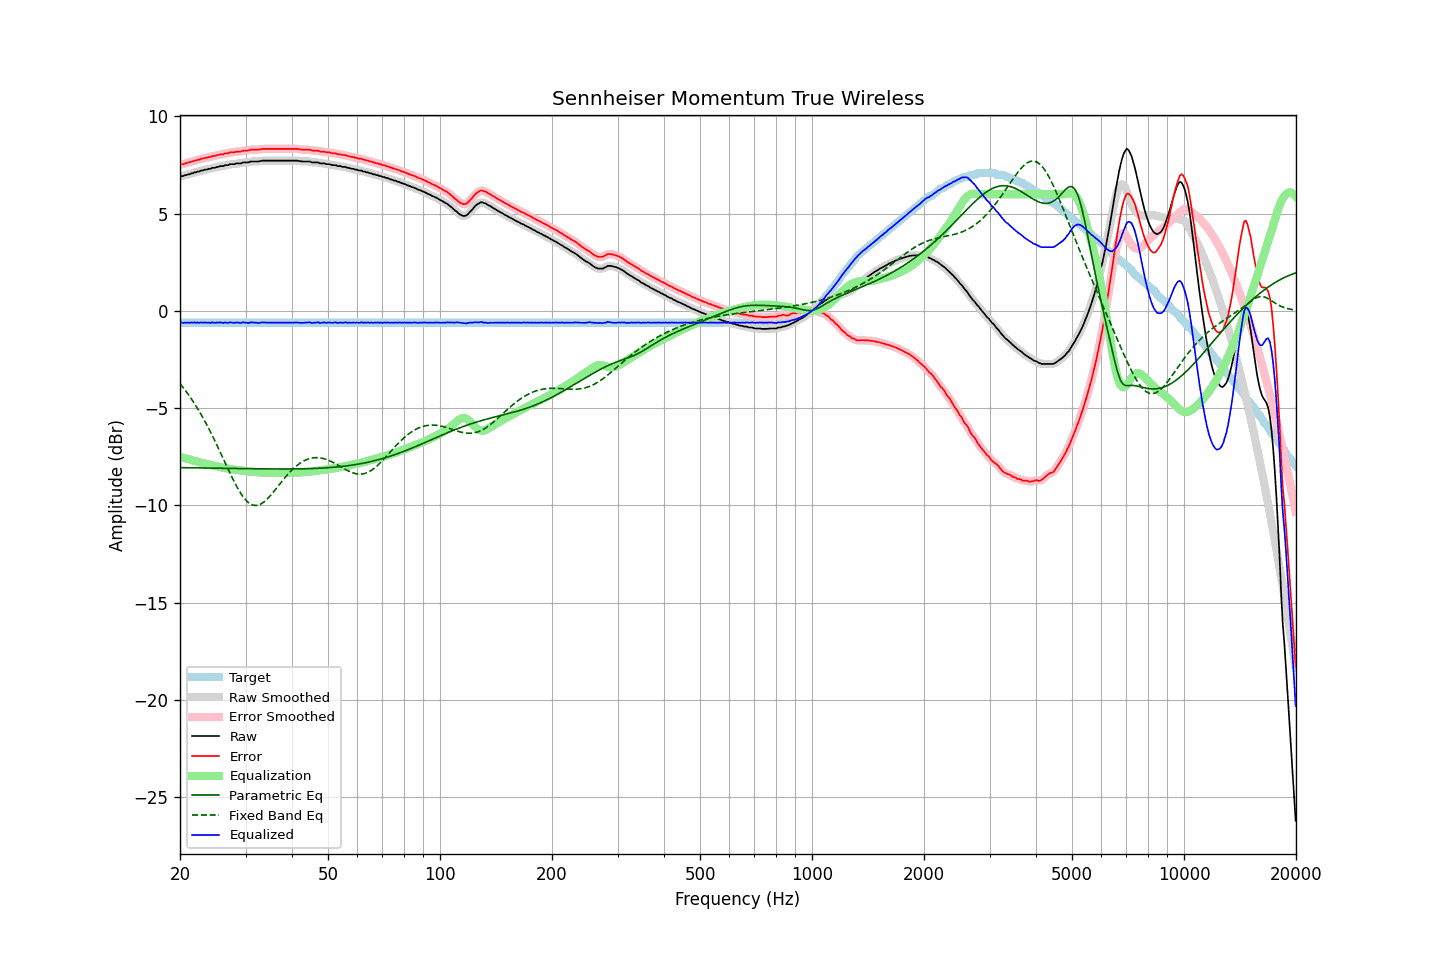 Sennheiser Momentum True Wireless
10
5
0
−5
−10
−15
−20
−25
Amplitude (dBr)
Target
Raw Smoothed
Error Smoothed
Raw
Error
Equalization
Parametric Eq
Fixed Band Eq
Equalized
20 50 100 200 500 1000 2000 5000 10000 20000
Frequency (Hz)